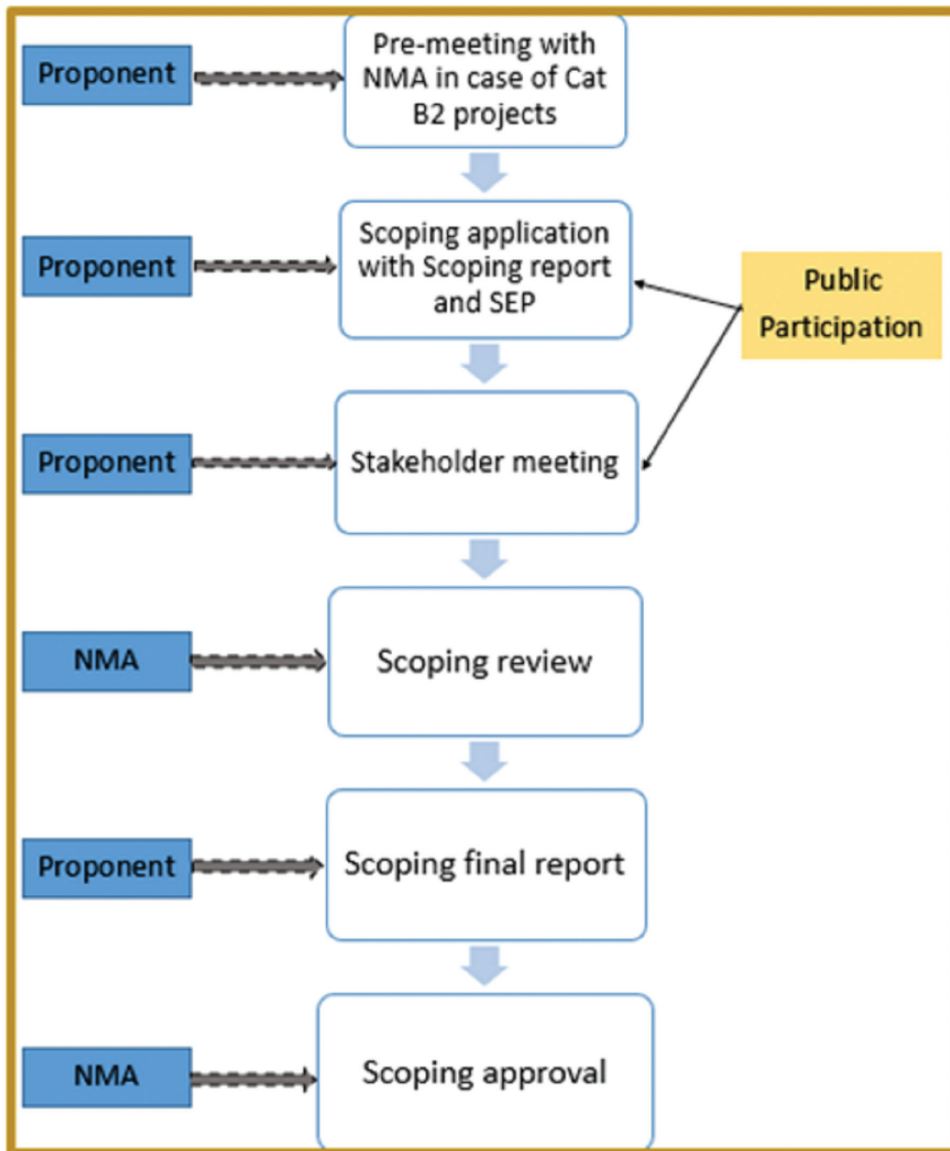 Proponent
Pre-meeting with
NMA in case of Cat
B2 projects
Proponent
Scoping application
with Scoping report
and SEP
Public
Participation
Proponent
Stakeholder meeting
NMA
Scoping review
Proponent
Scoping final report
NMA
Scoping approval